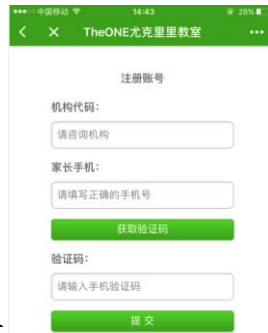 中国移动 14:43 28%
TheONE尤克里里教室
注册账号
机构代码：
请咨询机构
家长手机：
请填写正确的手机号
获取验证码
验证码：
请输入手机验证码
提 交